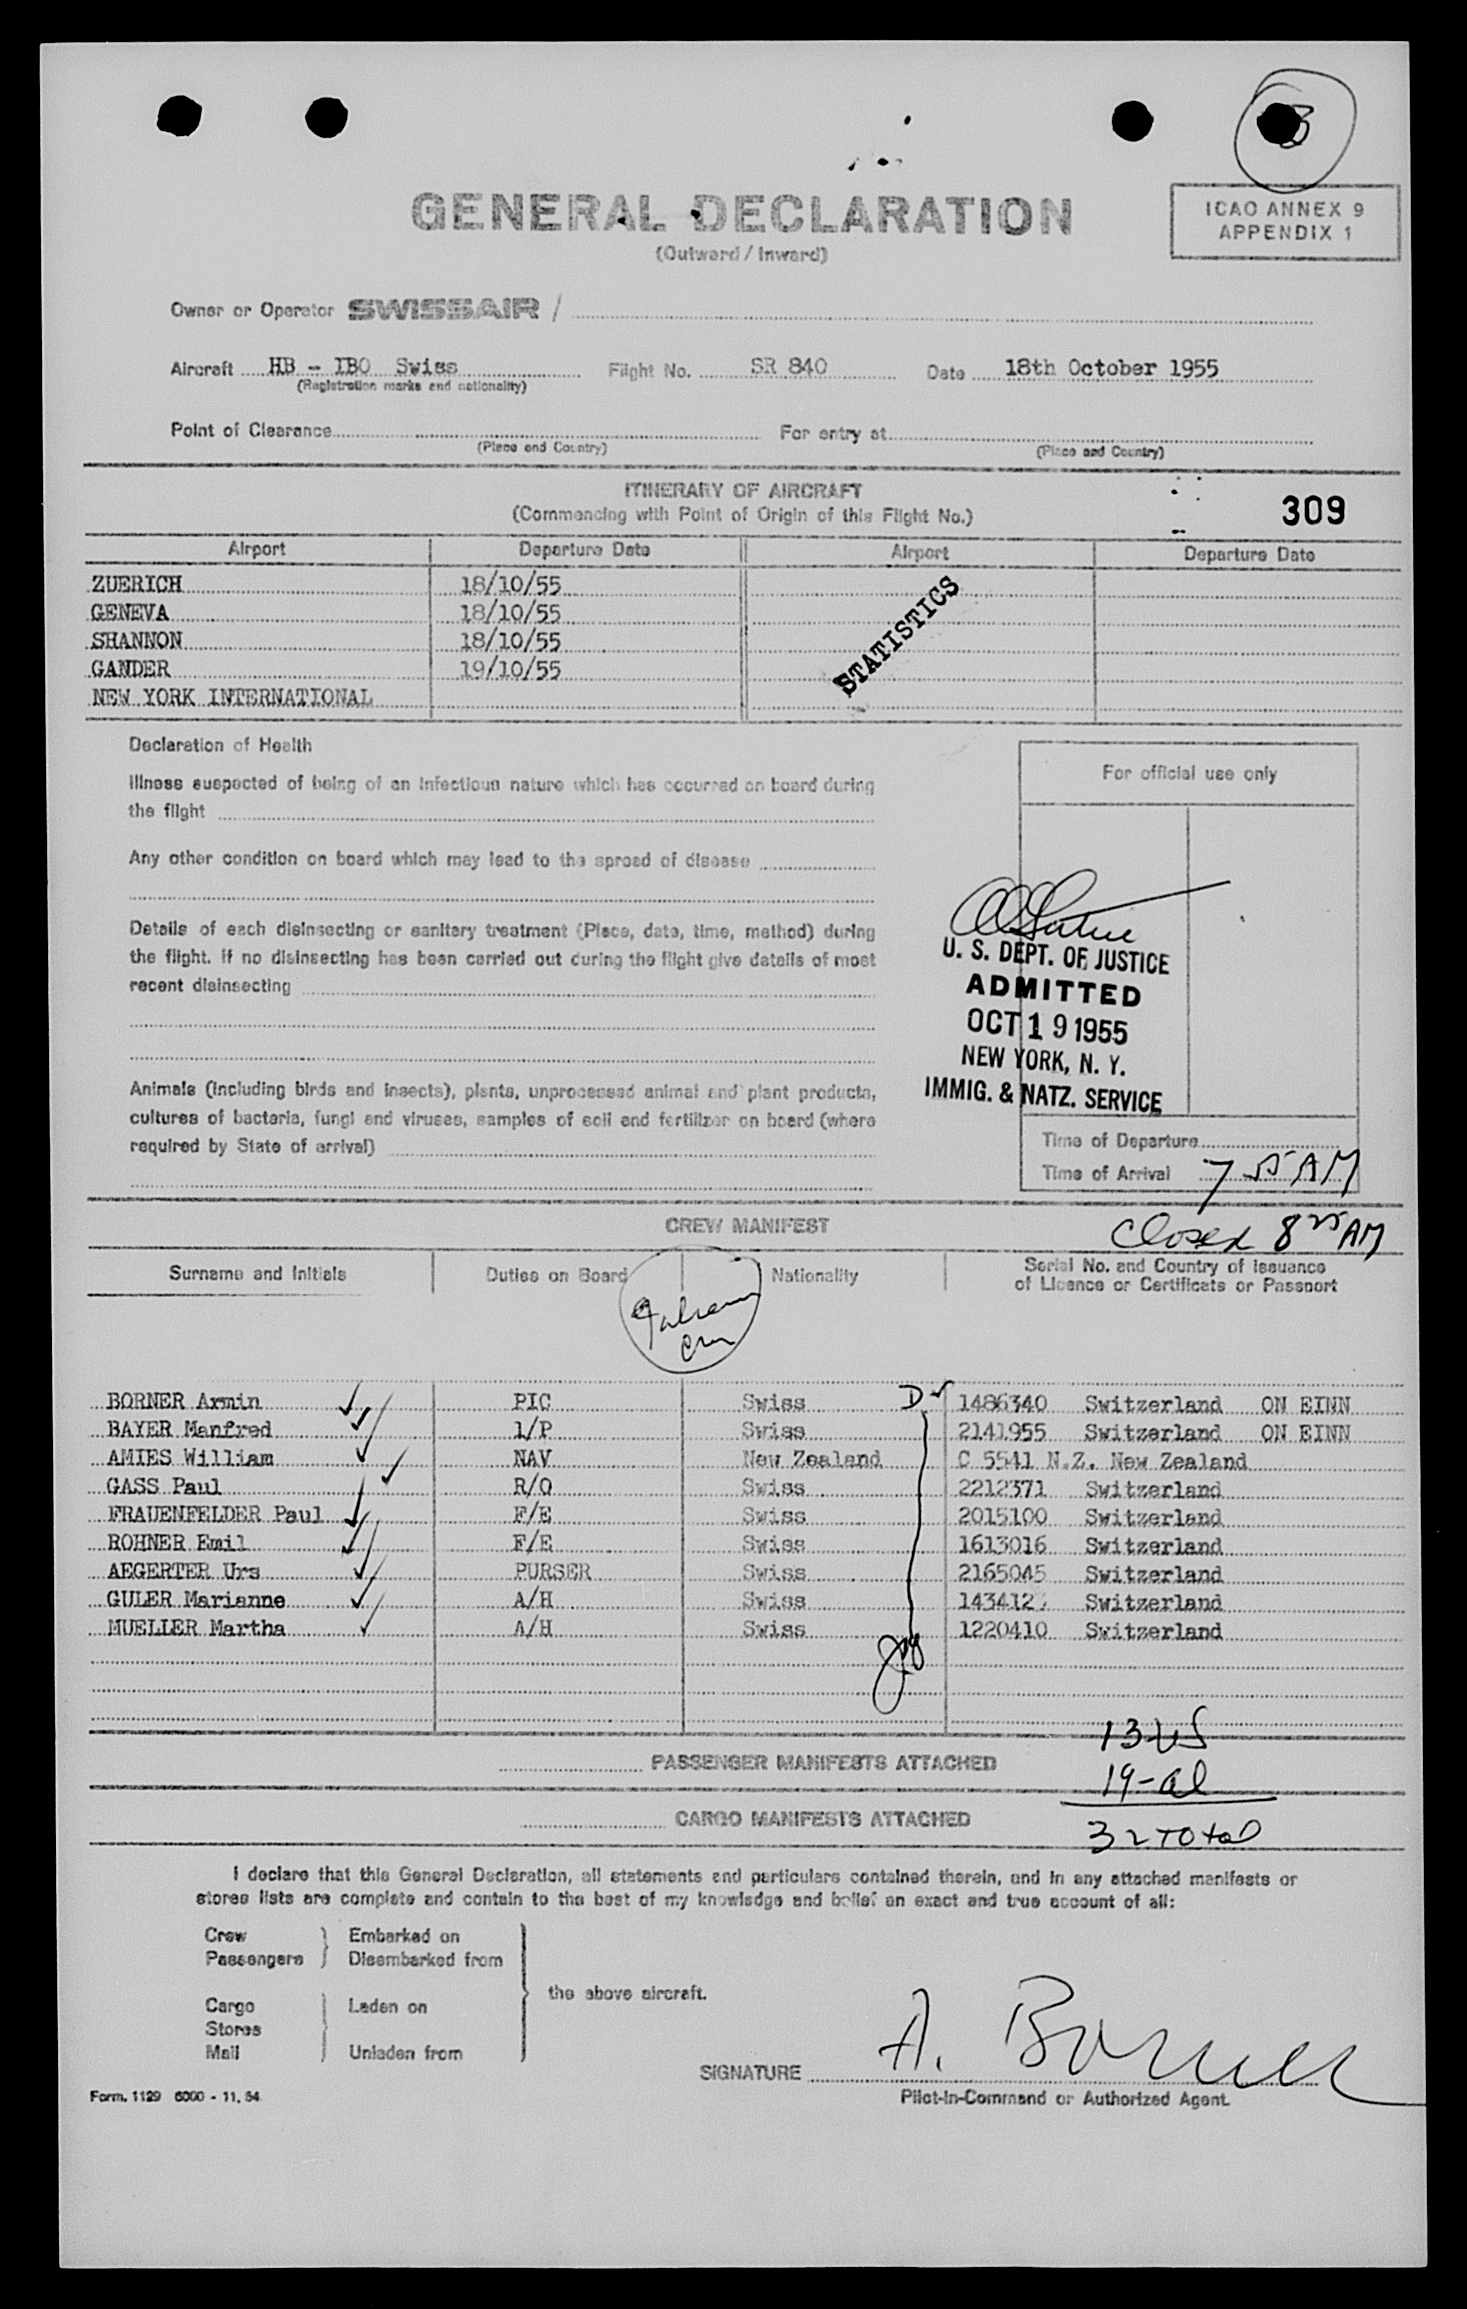 3
GENERAL DECLARATION
(Outward / Inward)
ICAO ANNEX 9
APPENDIX 1
Owner or Operator SWISSAIR /
Aircraft HB - IBO Swiss Flight No. SR 840 Date 18th October 1955
(Registration marks and nationality)
Point of Clearance For entry at
(Place and Country) (Place and Country)
ITINERARY OF AIRCRAFT
(Commencing with Point of Origin of this Flight No.)
309
Airport Departure Date Airport Departure Date
ZUERICH 18/10/55
GENEVA 18/10/55
SHANNON 18/10/55
GANDER 19/10/55
NEW YORK INTERNATIONAL
STATISTICS
Declaration of Health
Illness suspected of being of an infectious nature which has occurred on board during
the flight
Any other condition on board which may lead to the spread of disease
Details of each disinsecting or sanitary treatment (Place, date, time, method) during
the flight. If no disinsecting has been carried out during the flight give details of most
recent disinsecting
Animals (including birds and insects), plants, unprocessed animal and plant products,
cultures of bacteria, fungi and viruses, samples of soil and fertilizer on board (where
required by State of arrival)
For official use only
U. S. DEPT. OF JUSTICE
ADMITTED
OCT 19 1955
NEW YORK, N. Y.
IMMIG. & NATZ. SERVICE
Time of Departure
Time of Arrival 7 15 AM
CREW MANIFEST
Closed 8 25 AM
Surname and Initials Duties on Board Nationality Serial No. and Country of Issuance
of Licence or Certificate or Passport
BORNER Armin PIC Swiss D 1486340 Switzerland ON EINN
BAYER Manfred 1/P Swiss 2141955 Switzerland ON EINN
AMIES William NAV New Zealand C 5541 N.Z. New Zealand
GASS Paul R/O Swiss 2212371 Switzerland
FRAUENFELDER Paul F/E Swiss 2015100 Switzerland
ROHNER Emil F/E Swiss 1613016 Switzerland
AEGERTER Urs PURSER Swiss 2165045 Switzerland
GULER Marianne A/H Swiss Switzerland
MUELLER Martha A/H Swiss 1220410 Switzerland
13 US
PASSENGER MANIFESTS ATTACHED
19-al
CARGO MANIFESTS ATTACHED
32 Total
I declare that this General Declaration, all statements and particulars contained therein, and in any attached manifests or
stores lists are complete and contain to the best of my knowledge and belief an exact and true account of all:
Crew Embarked on
Passengers Disembarked from
the above aircraft.
Cargo Laden on
Stores
Mail Unladen from
SIGNATURE A. Borner
Pilot-in-Command or Authorized Agent
Form. 1129 6000 - 11. 54